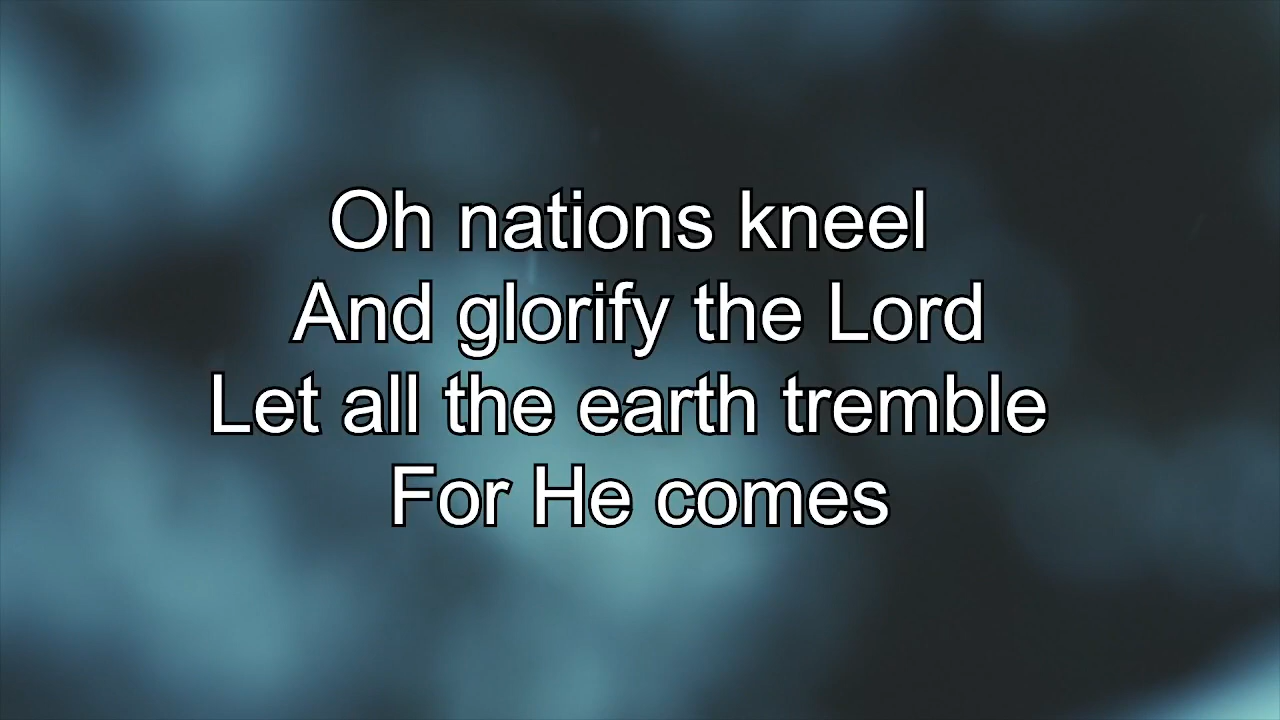 Oh nations kneel
And glorify the Lord
Let all the earth tremble
For He comes